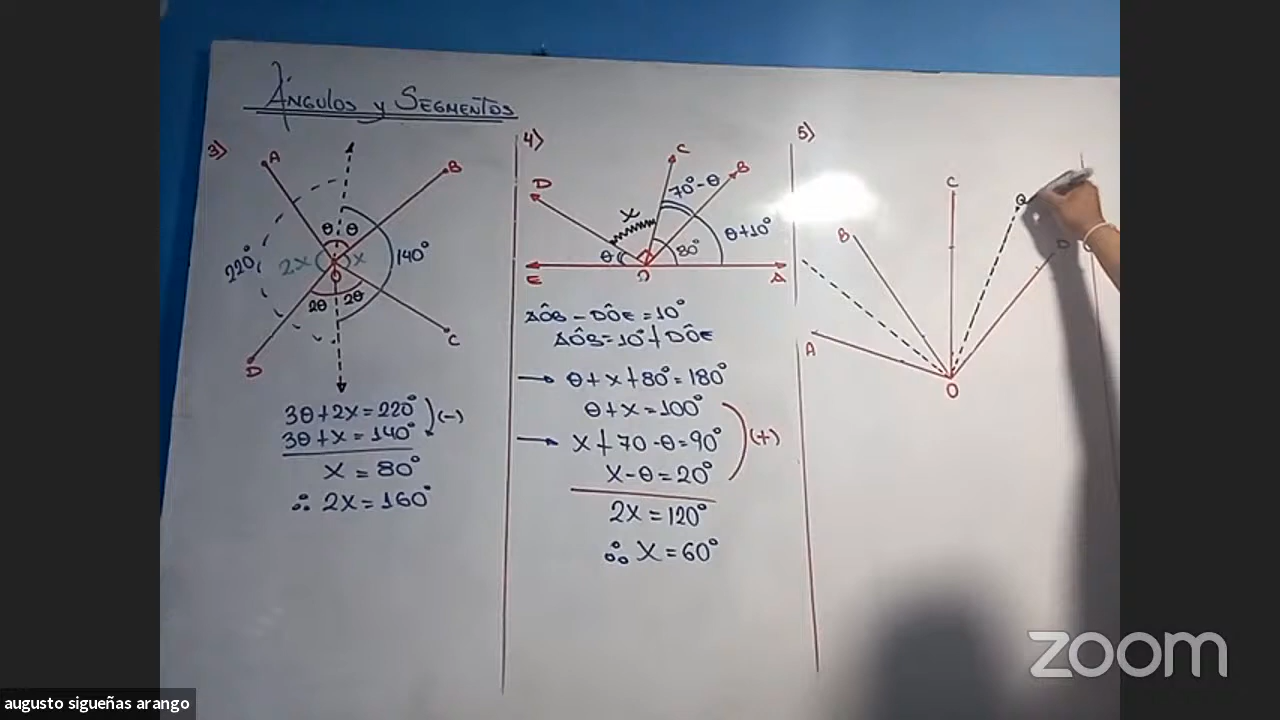 Ángulos y Segmentos
3)
A
B
θ θ
220°
2x
x
140°
O
2θ 2θ
D
C
3θ+2x=220°
(-)
3θ+x=140°
x=80°
∴ 2x=160°
4)
C
D
B
70°-θ
x
θ+10°
θ
80°
E
O
A
AÔB - DÔE = 10°
AÔB = 10° + DÔE
→ θ+x+80°=180°
θ+x=100°
→ x+70-θ=90°
(+)
x-θ=20°
2x=120°
∴ x=60°
5)
C
Q
B
D
A
O
zoom
augusto sigueñas arango